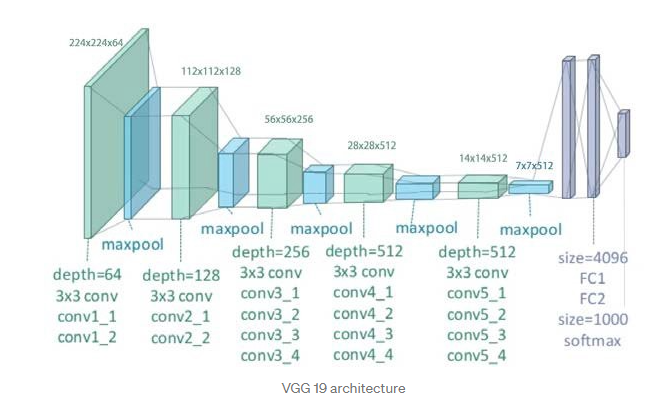 224x224x64
112x112x128
56x56x256
28x28x512
14x14x512
7x7x512
maxpool
maxpool
maxpool
maxpool
maxpool
depth=64
3x3 conv
conv1_1
conv1_2
depth=128
3x3 conv
conv2_1
conv2_2
depth=256
3x3 conv
conv3_1
conv3_2
conv3_3
conv3_4
depth=512
3x3 conv
conv4_1
conv4_2
conv4_3
conv4_4
depth=512
3x3 conv
conv5_1
conv5_2
conv5_3
conv5_4
size=4096
FC1
FC2
size=1000
softmax
VGG 19 architecture